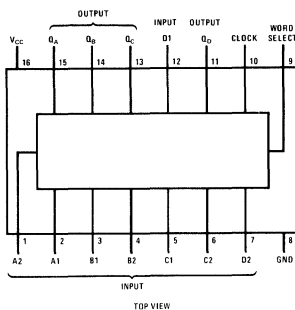 OUTPUT INPUT OUTPUT WORD
VCC QA QB QC D1 QD CLOCK SELECT
16 15 14 13 12 11 10 9
1 2 3 4 5 6 7 8
A2 A1 B1 B2 C1 C2 D2 GND
INPUT
TOP VIEW